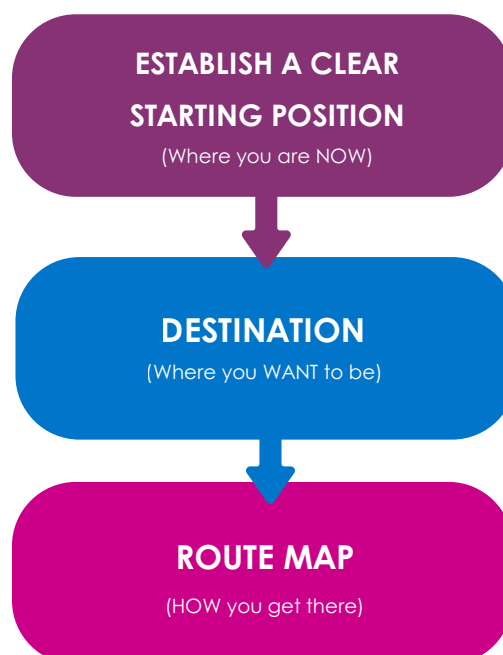 ESTABLISH A CLEAR
STARTING POSITION
(Where you are NOW)
DESTINATION
(Where you WANT to be)
ROUTE MAP
(HOW you get there)